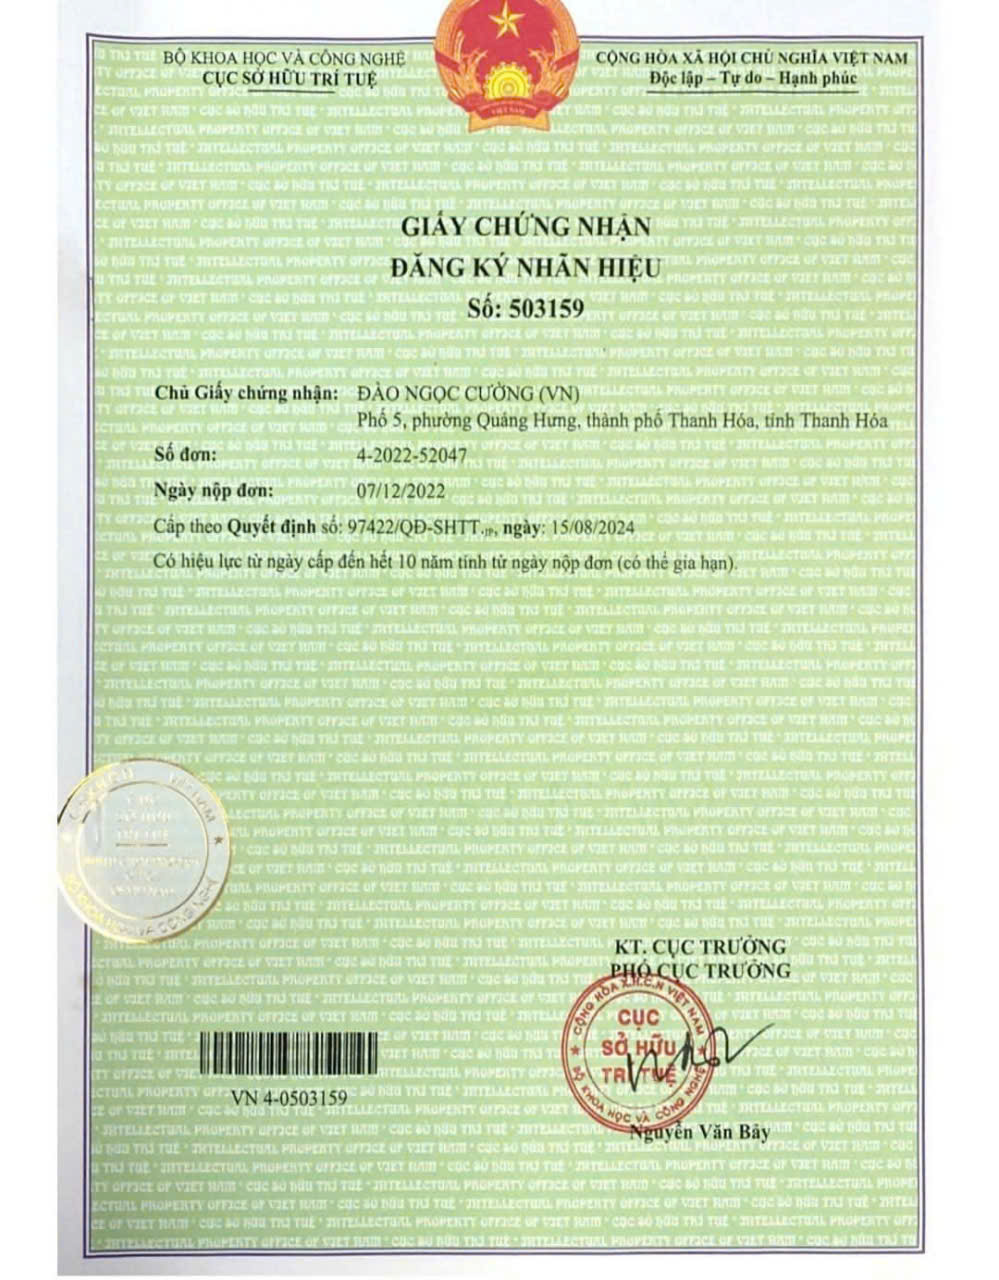 BỘ KHOA HỌC VÀ CÔNG NGHỆ
CỤC SỞ HỮU TRÍ TUỆ
CỘNG HÒA XÃ HỘI CHỦ NGHĨA VIỆT NAM
Độc lập – Tự do – Hạnh phúc
VIỆT NAM
GIẤY CHỨNG NHẬN
ĐĂNG KÝ NHÃN HIỆU
Số: 503159
Chủ Giấy chứng nhận: ĐÀO NGỌC CƯỜNG (VN)
Phố 5, phường Quảng Hưng, thành phố Thanh Hóa, tỉnh Thanh Hóa
Số đơn: 4-2022-52047
Ngày nộp đơn: 07/12/2022
Cấp theo Quyết định số: 97422/QĐ-SHTT.IP, ngày: 15/08/2024
Có hiệu lực từ ngày cấp đến hết 10 năm tính từ ngày nộp đơn (có thể gia hạn).
KT. CỤC TRƯỞNG
PHÓ CỤC TRƯỞNG
CỘNG HÒA X.H.C.N VIỆT NAM
CỤC
SỞ HỮU
TRÍ TUỆ
BỘ KHOA HỌC VÀ CÔNG NGHỆ
VN 4-0503159
Nguyễn Văn Bảy